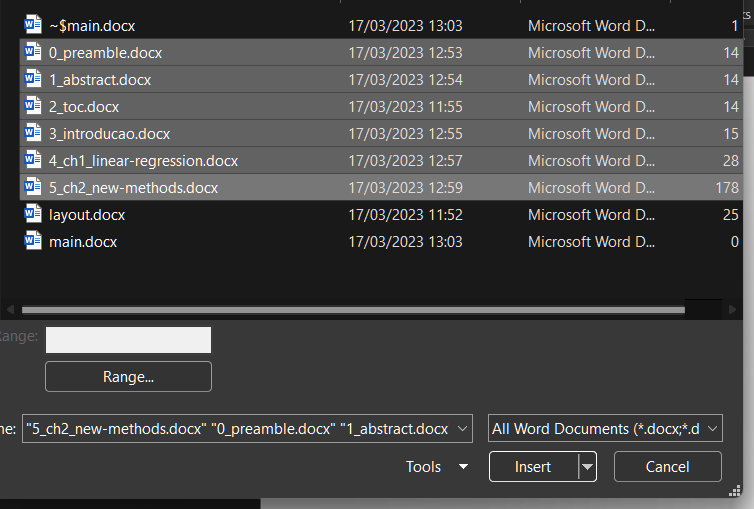 ~$main.docx 17/03/2023 13:03 Microsoft Word D... 1
0_preamble.docx 17/03/2023 12:53 Microsoft Word D... 14
1_abstract.docx 17/03/2023 12:54 Microsoft Word D... 14
2_toc.docx 17/03/2023 11:55 Microsoft Word D... 14
3_introducao.docx 17/03/2023 12:55 Microsoft Word D... 15
4_ch1_linear-regression.docx 17/03/2023 12:57 Microsoft Word D... 28
5_ch2_new-methods.docx 17/03/2023 12:59 Microsoft Word D... 178
layout.docx 17/03/2023 11:52 Microsoft Word D... 25
main.docx 17/03/2023 13:03 Microsoft Word D... 0
ange:
Range...
ne: "5_ch2_new-methods.docx" "0_preamble.docx" "1_abstract.docx All Word Documents (*.docx;*.d
Tools Insert Cancel